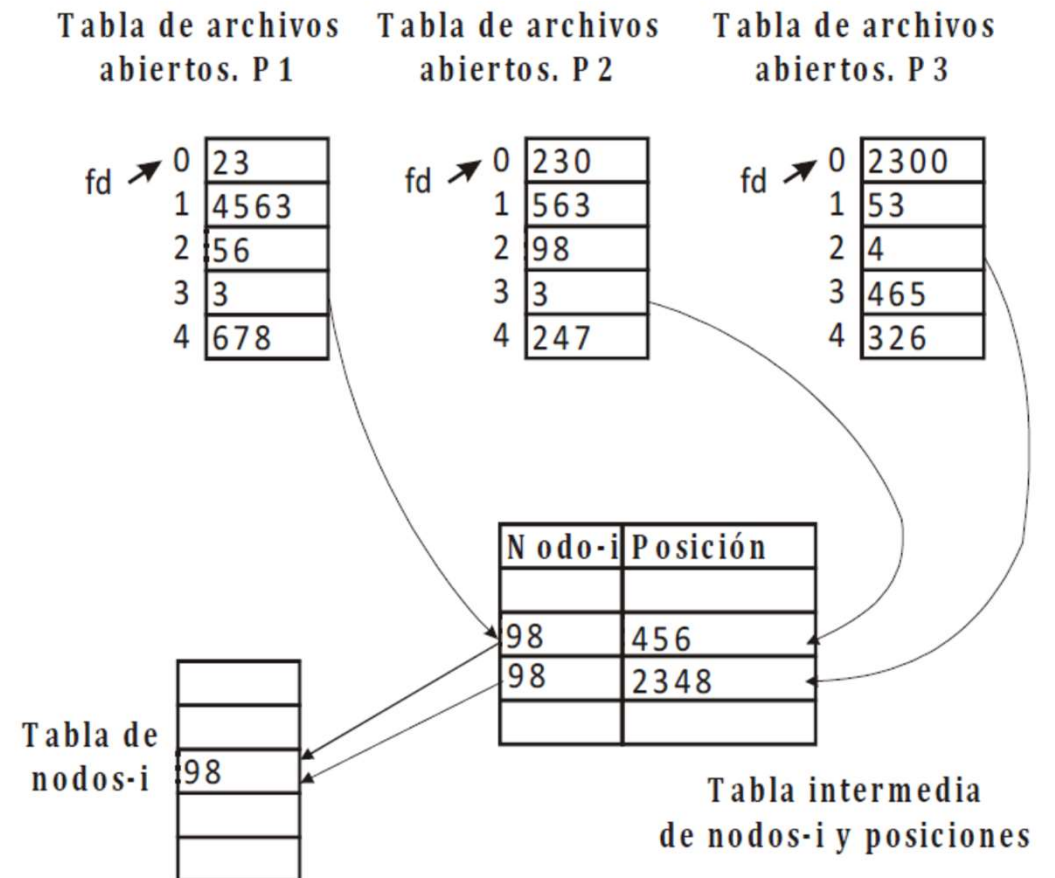 Tabla de archivos abiertos. P1
Tabla de archivos abiertos. P2
Tabla de archivos abiertos. P3
fd
0 23
1 4563
2 56
3 3
4 678
fd
0 230
1 563
2 98
3 3
4 247
fd
0 2300
1 53
2 4
3 465
4 326
Nodo-i Posición
98 456
98 2348
Tabla de
nodos-i
98
Tabla intermedia
de nodos-i y posiciones